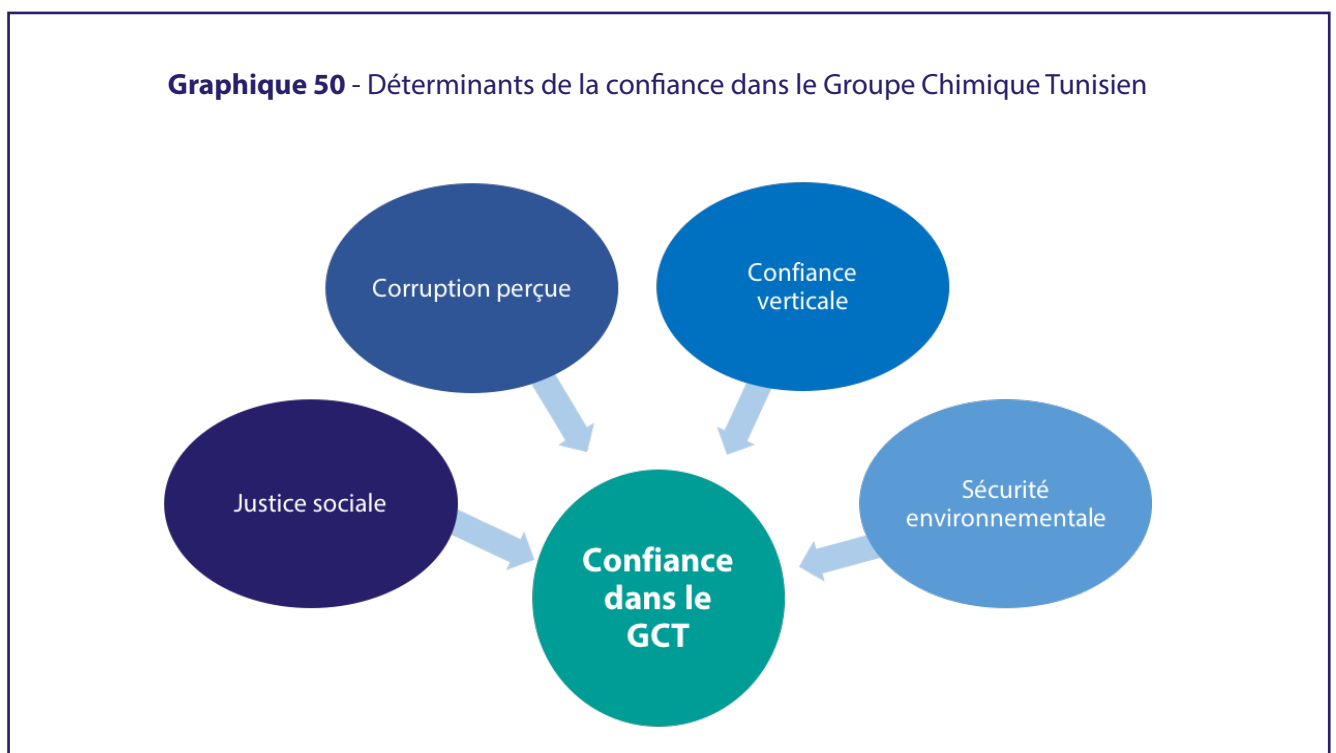 Graphique 50 - Déterminants de la confiance dans le Groupe Chimique Tunisien
Corruption perçue
Confiance
verticale
Justice sociale
Sécurité
environnementale
Confiance
dans le
GCT